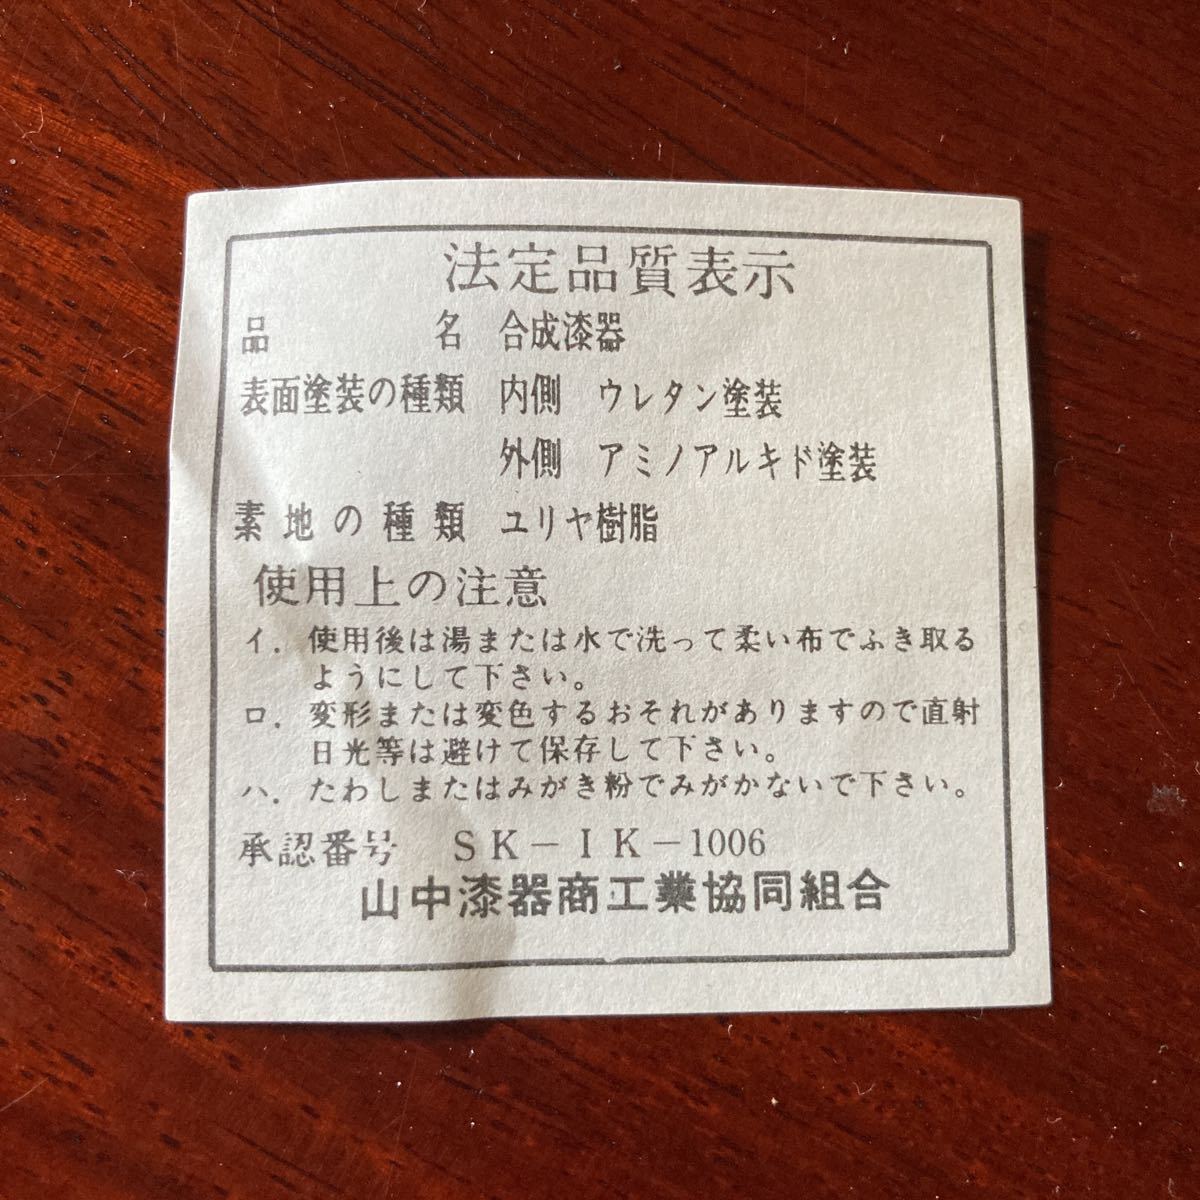 法定品質表示
品名 合成漆器
表面塗装の種類 内側 ウレタン塗装
外側 アミノアルキド塗装
素地の種類 ユリヤ樹脂
使用上の注意
イ．使用後は湯または水で洗って柔い布でふき取る
ようにして下さい。
ロ．変形または変色するおそれがありますので直射
日光等は避けて保存して下さい。
ハ．たわしまたはみがき粉でみがかないで下さい。
承認番号 SK－IK－1006
山中漆器商工業協同組合